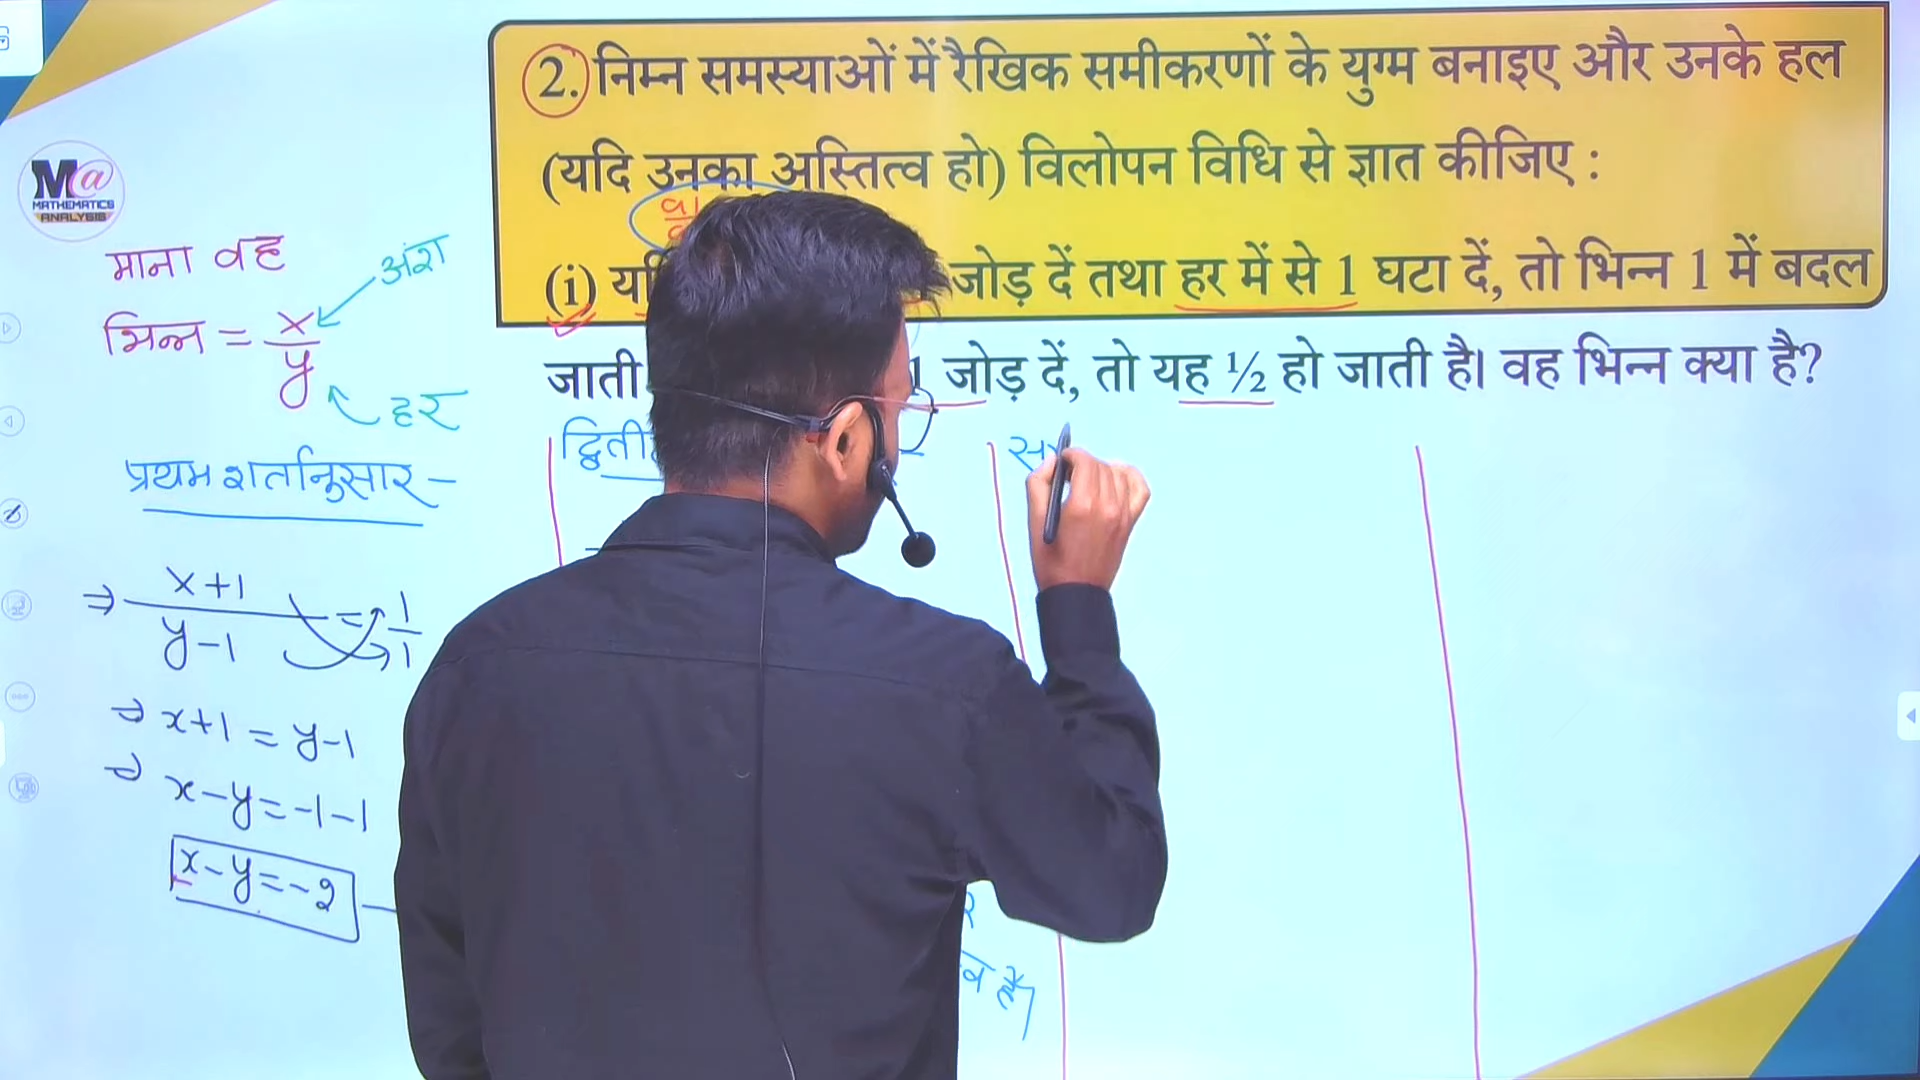 2. निम्न समस्याओं में रैखिक समीकरणों के युग्म बनाइए और उनके हल
(यदि उनका अस्तित्व हो) विलोपन विधि से ज्ञात कीजिए :
(i) जोड़ दें तथा हर में से 1 घटा दें, तो भिन्न 1 में बदल
जाती 1 जोड़ दें, तो यह ½ हो जाती है। वह भिन्न क्या है?
M@
MATHEMATICS
ANALYSIS
माना वह
अंश
भिन्न = x/y
हर
प्रथम शर्तानुसार –
⇒ x+1/y-1 = 1/1
⇒ x+1 = y-1
⇒ x-y=-1-1
x-y=-2